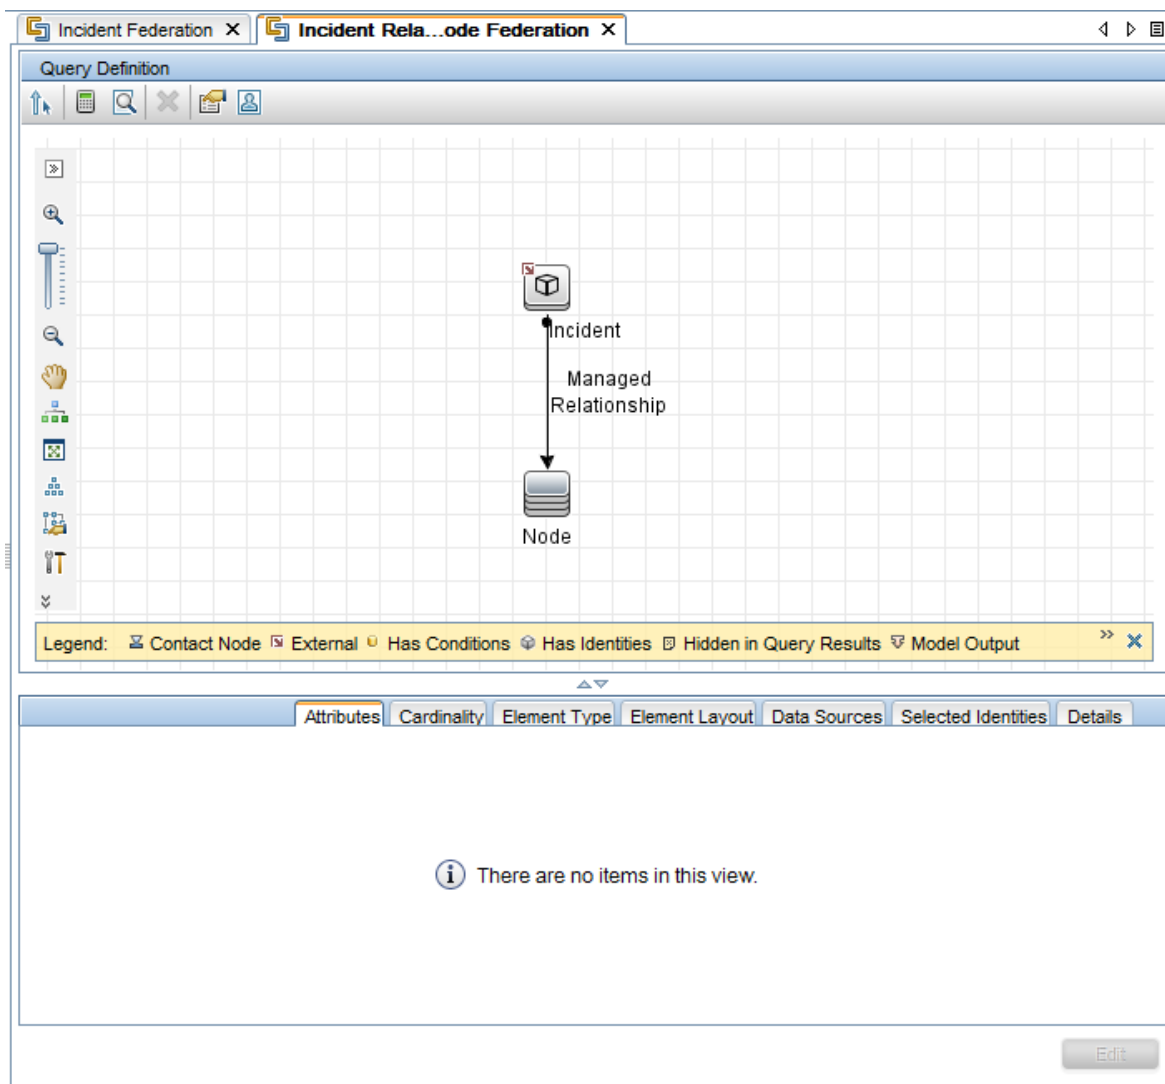 Incident Federation X Incident Rela...ode Federation X
Query Definition
Incident
Managed
Relationship
Node
Legend: Contact Node External Has Conditions Has Identities Hidden in Query Results Model Output
Attributes Cardinality Element Type Element Layout Data Sources Selected Identities Details
There are no items in this view.
Edit